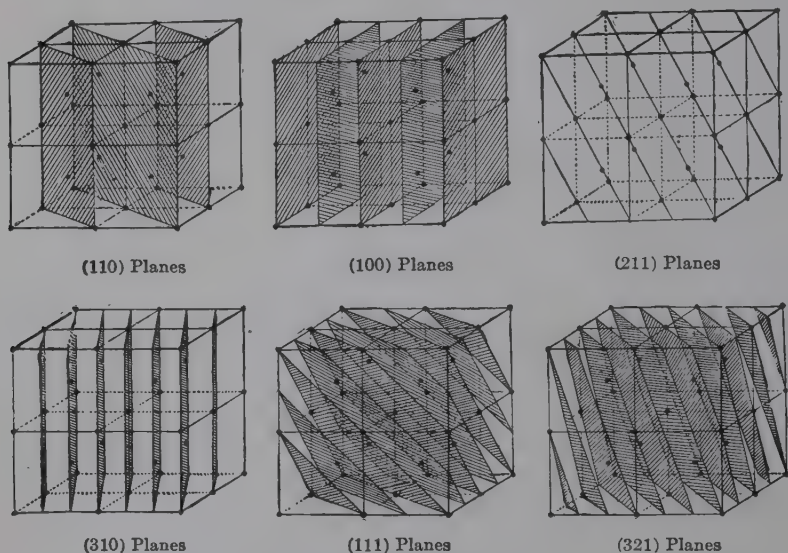 (110) Planes
(100) Planes
(211) Planes
(310) Planes
(111) Planes
(321) Planes